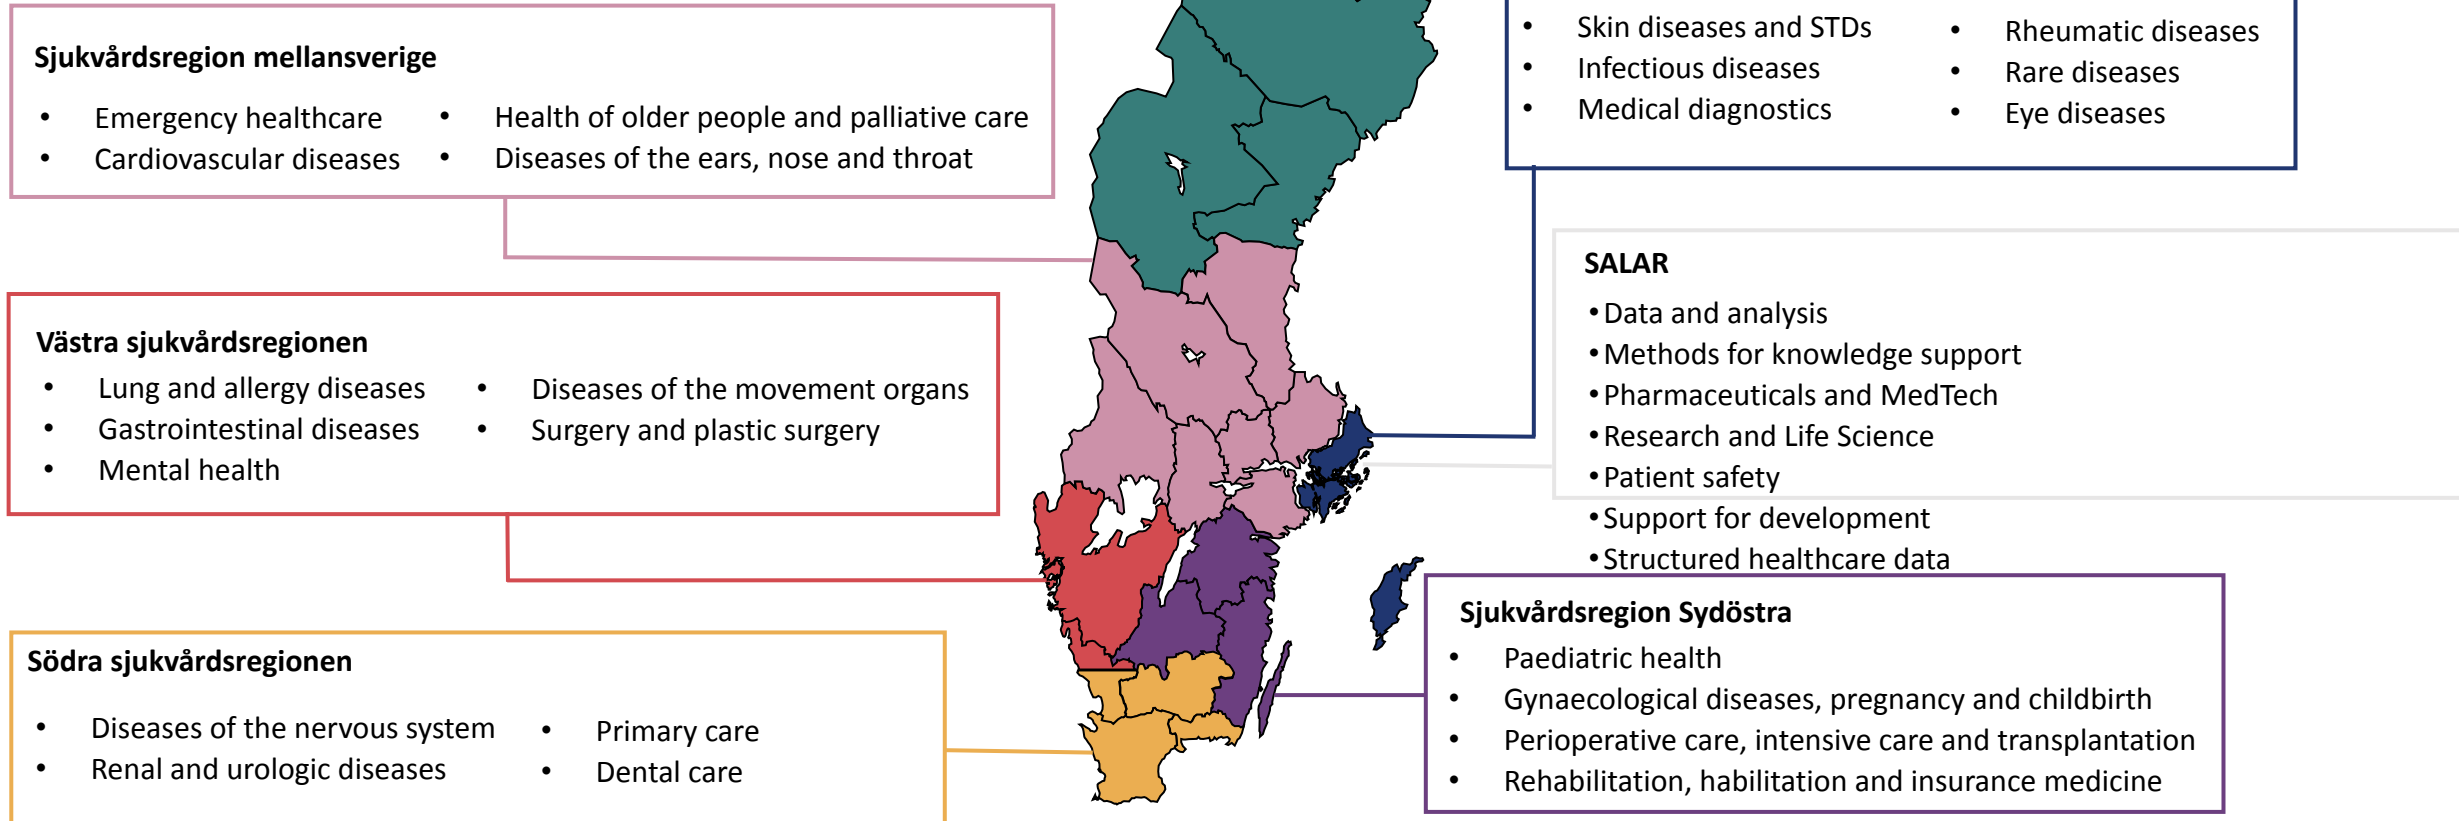 Sjukvårdsregion mellansverige
• Emergency healthcare
• Cardiovascular diseases
• Health of older people and palliative care
• Diseases of the ears, nose and throat
• Skin diseases and STDs
• Infectious diseases
• Medical diagnostics
• Rheumatic diseases
• Rare diseases
• Eye diseases
SALAR
• Data and analysis
• Methods for knowledge support
• Pharmaceuticals and MedTech
• Research and Life Science
• Patient safety
• Support for development
• Structured healthcare data
Västra sjukvårdsregionen
• Lung and allergy diseases
• Gastrointestinal diseases
• Mental health
• Diseases of the movement organs
• Surgery and plastic surgery
Sjukvårdsregion Sydöstra
• Paediatric health
• Gynaecological diseases, pregnancy and childbirth
• Perioperative care, intensive care and transplantation
• Rehabilitation, habilitation and insurance medicine
Södra sjukvårdsregionen
• Diseases of the nervous system
• Renal and urologic diseases
• Primary care
• Dental care